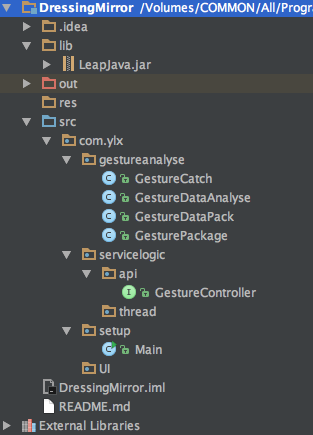 DressingMirror /Volumes/COMMON/All/Progr
.idea
lib
LeapJava.jar
out
res
src
com.ylx
gestureanalyse
GestureCatch
GestureDataAnalyse
GestureDataPack
GesturePackage
servicelogic
api
GestureController
thread
setup
Main
UI
DressingMirror.iml
README.md
External Libraries